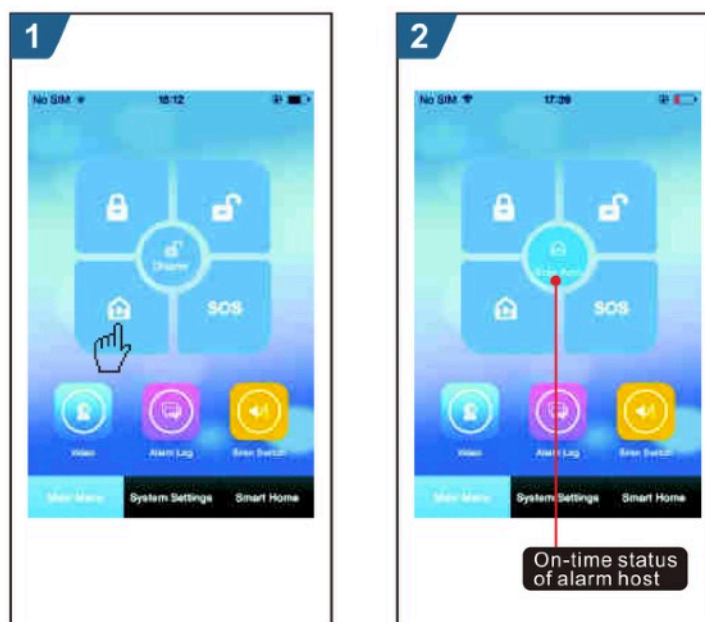 1
No SIM
18:12
Disarm
SOS
Video
Alarm Log
Siren Switch
Main Menu
System Settings
Smart Home
2
No SIM
17:39
SOS
Video
Alarm Log
Siren Switch
Main Menu
System Settings
Smart Home
On-time status
of alarm host